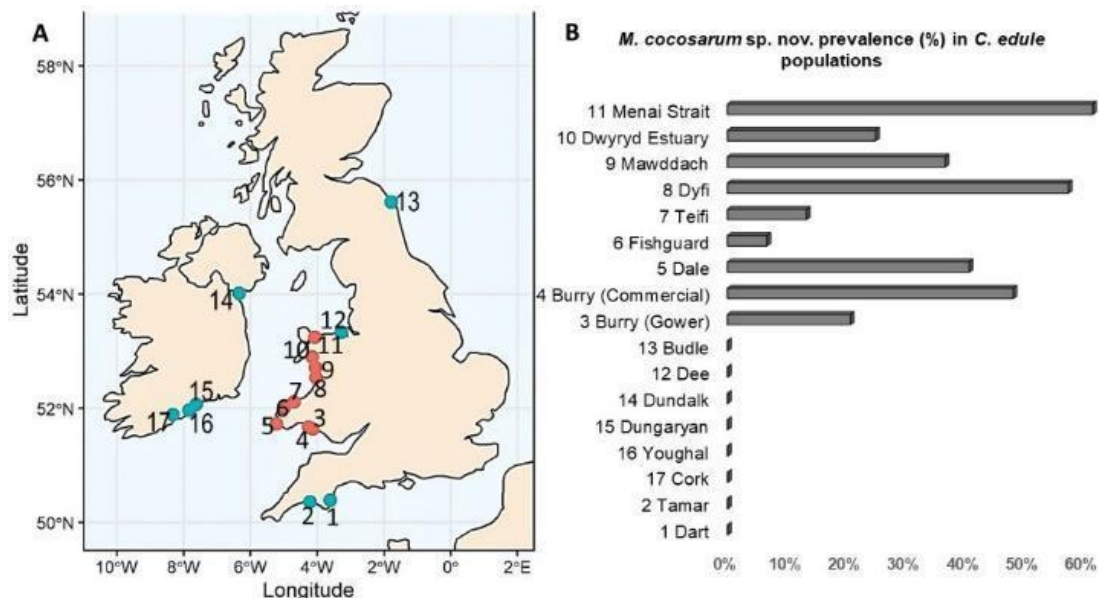 A
58°N
56°N
54°N
52°N
50°N
Latitude
10°W 8°W 6°W 4°W 2°W 0° 2°E
Longitude
13
14
12
11
10
9
8
7
6
5
3
4
15
16
17
2
1
B
M. cocosarum sp. nov. prevalence (%) in C. edule
populations
11 Menai Strait
10 Dwyryd Estuary
9 Mawddach
8 Dyfi
7 Teifi
6 Fishguard
5 Dale
4 Burry (Commercial)
3 Burry (Gower)
13 Budle
12 Dee
14 Dundalk
15 Dungaryan
16 Youghal
17 Cork
2 Tamar
1 Dart
0% 10% 20% 30% 40% 50% 60%